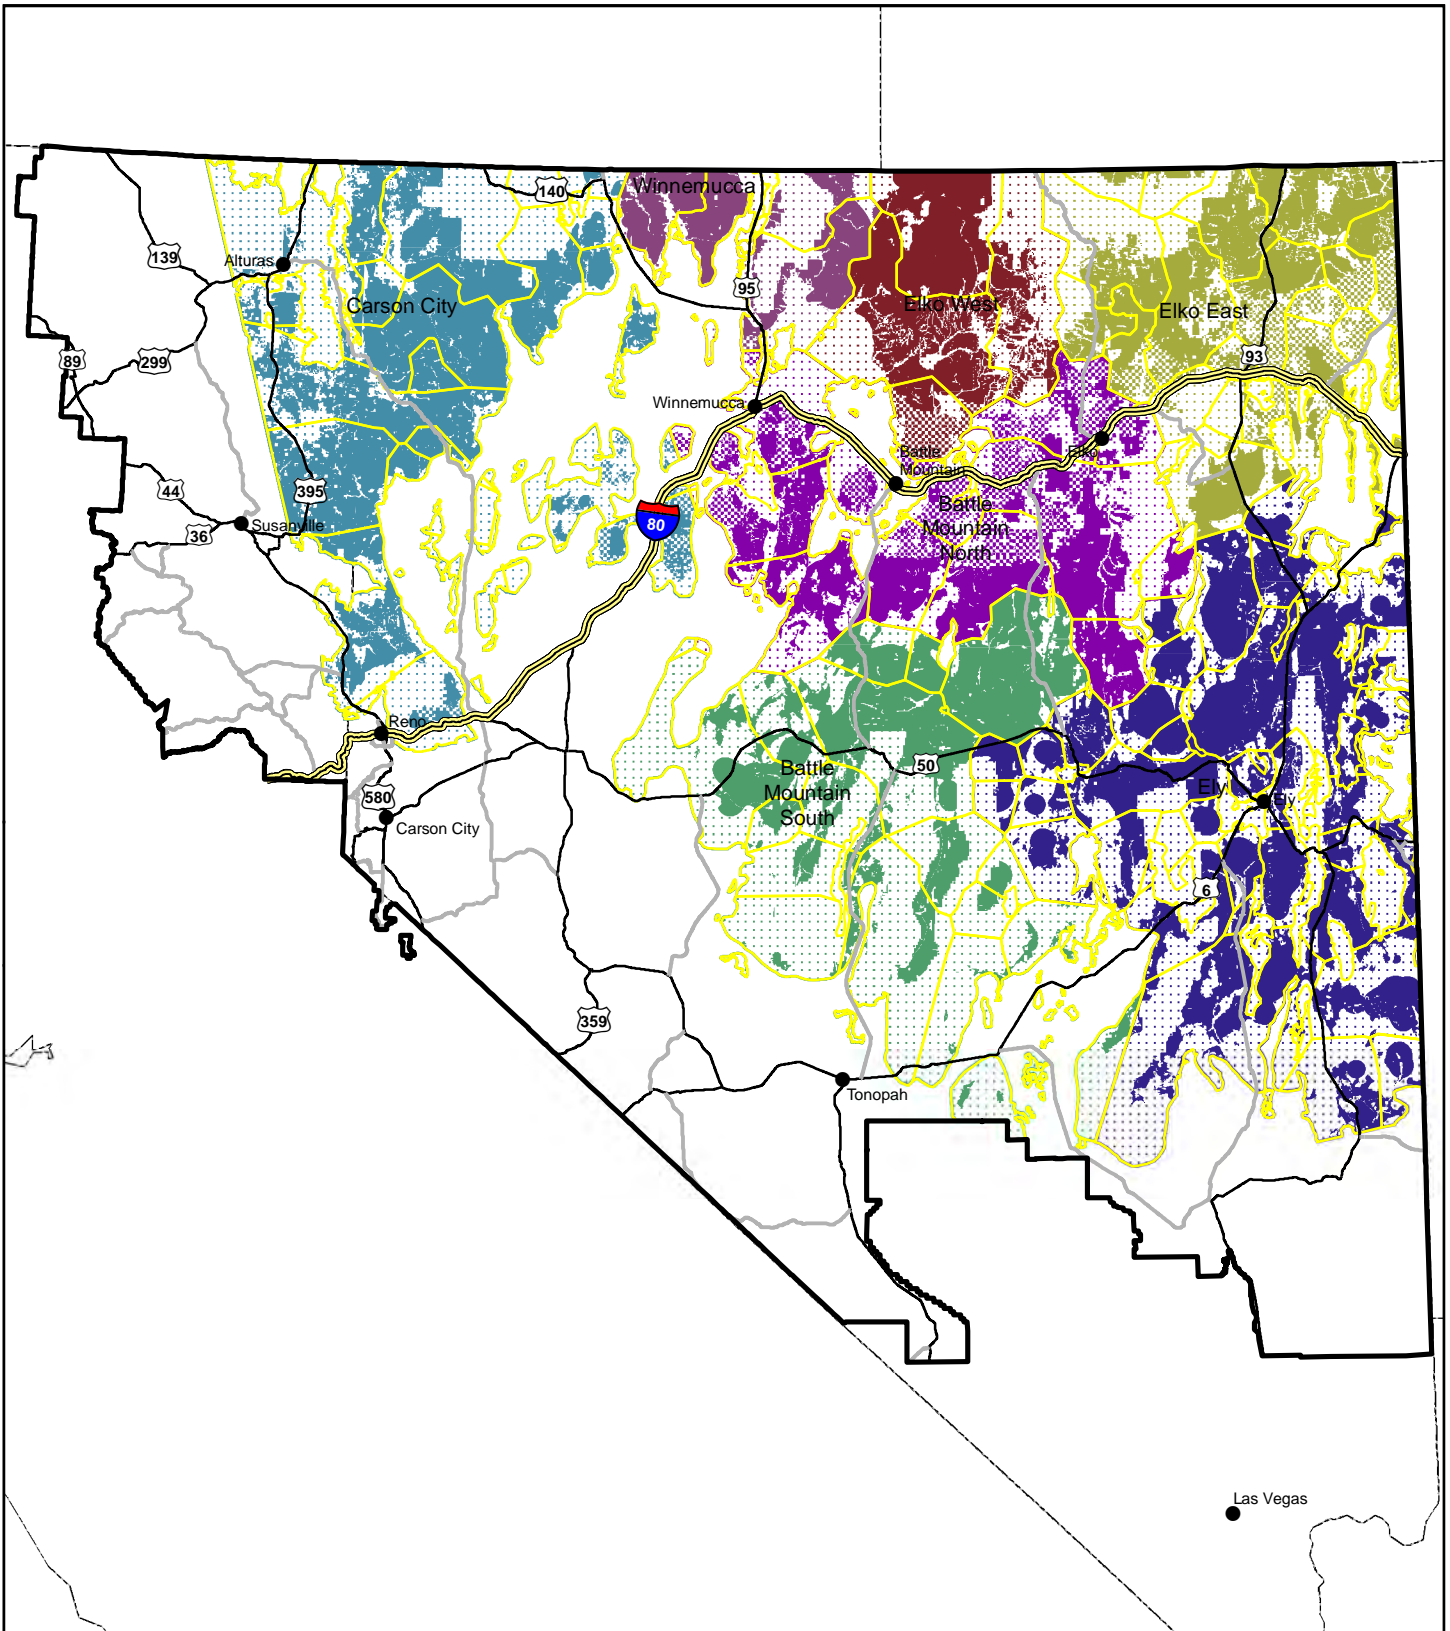 Winnemucca
140
139
Alturas
95
Carson City
Elko West
Elko East
89
299
93
Winnemucca
Elko
Battle
Mountain
44
395
Battle
Mountain
North
80
36
Susanville
Reno
50
Battle
Mountain
South
Ely
Ely
580
Carson City
6
359
Tonopah
Las Vegas